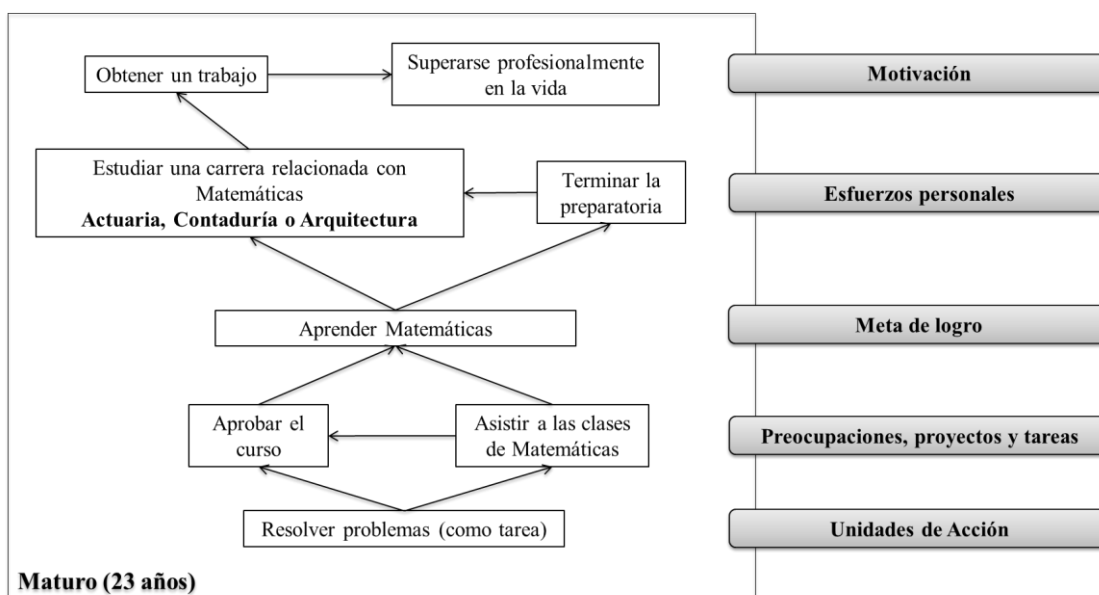 Obtener un trabajo
Superarse profesionalmente
en la vida
Motivación
Estudiar una carrera relacionada con
Matemáticas
Actuaria, Contaduría o Arquitectura
Terminar la
preparatoria
Esfuerzos personales
Aprender Matemáticas
Meta de logro
Aprobar el
curso
Asistir a las clases
de Matemáticas
Preocupaciones, proyectos y tareas
Resolver problemas (como tarea)
Unidades de Acción
Maturo (23 años)